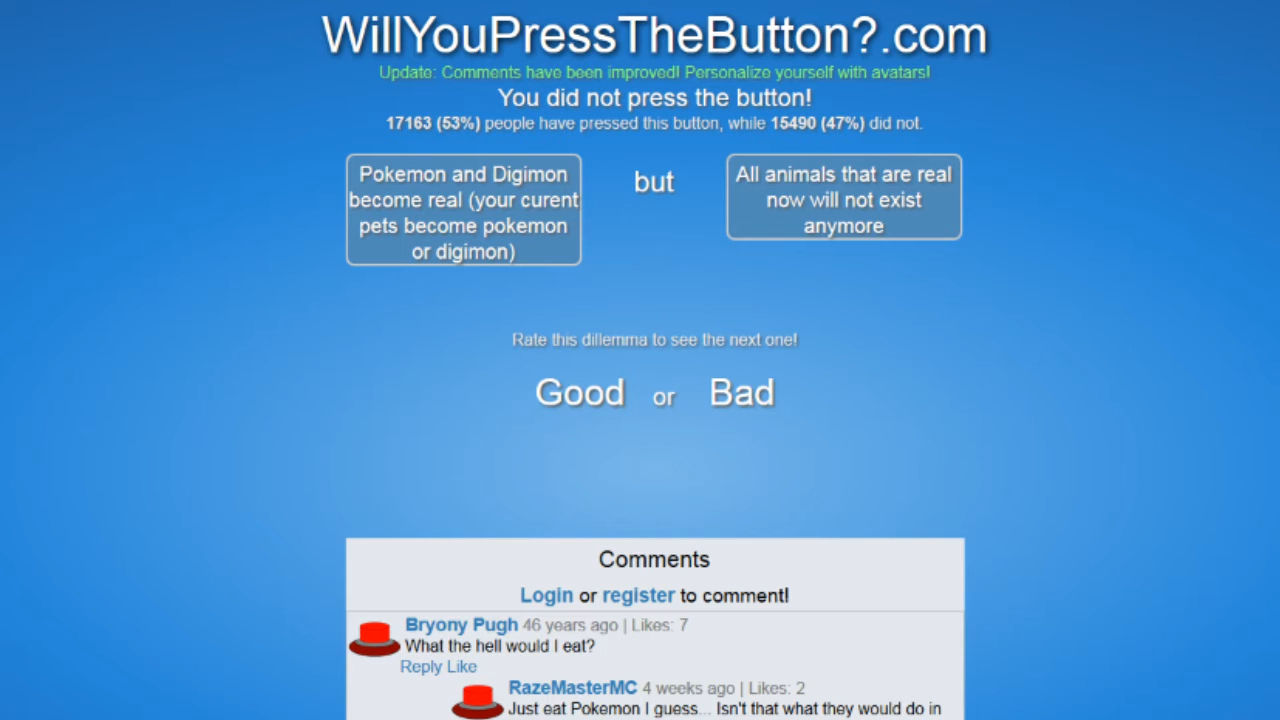 WillYouPressTheButton?.com
Update: Comments have been improved! Personalize yourself with avatars!
You did not press the button!
17163 (53%) people have pressed this button, while 15490 (47%) did not.
Pokemon and Digimon
become real (your curent
pets become pokemon
or digimon)
but
All animals that are real
now will not exist
anymore
Rate this dillemma to see the next one!
Good or Bad
Comments
Login or register to comment!
Bryony Pugh 46 years ago | Likes: 7
What the hell would I eat?
Reply Like
RazeMasterMC 4 weeks ago | Likes: 2
Just eat Pokemon I guess... Isn't that what they would do in